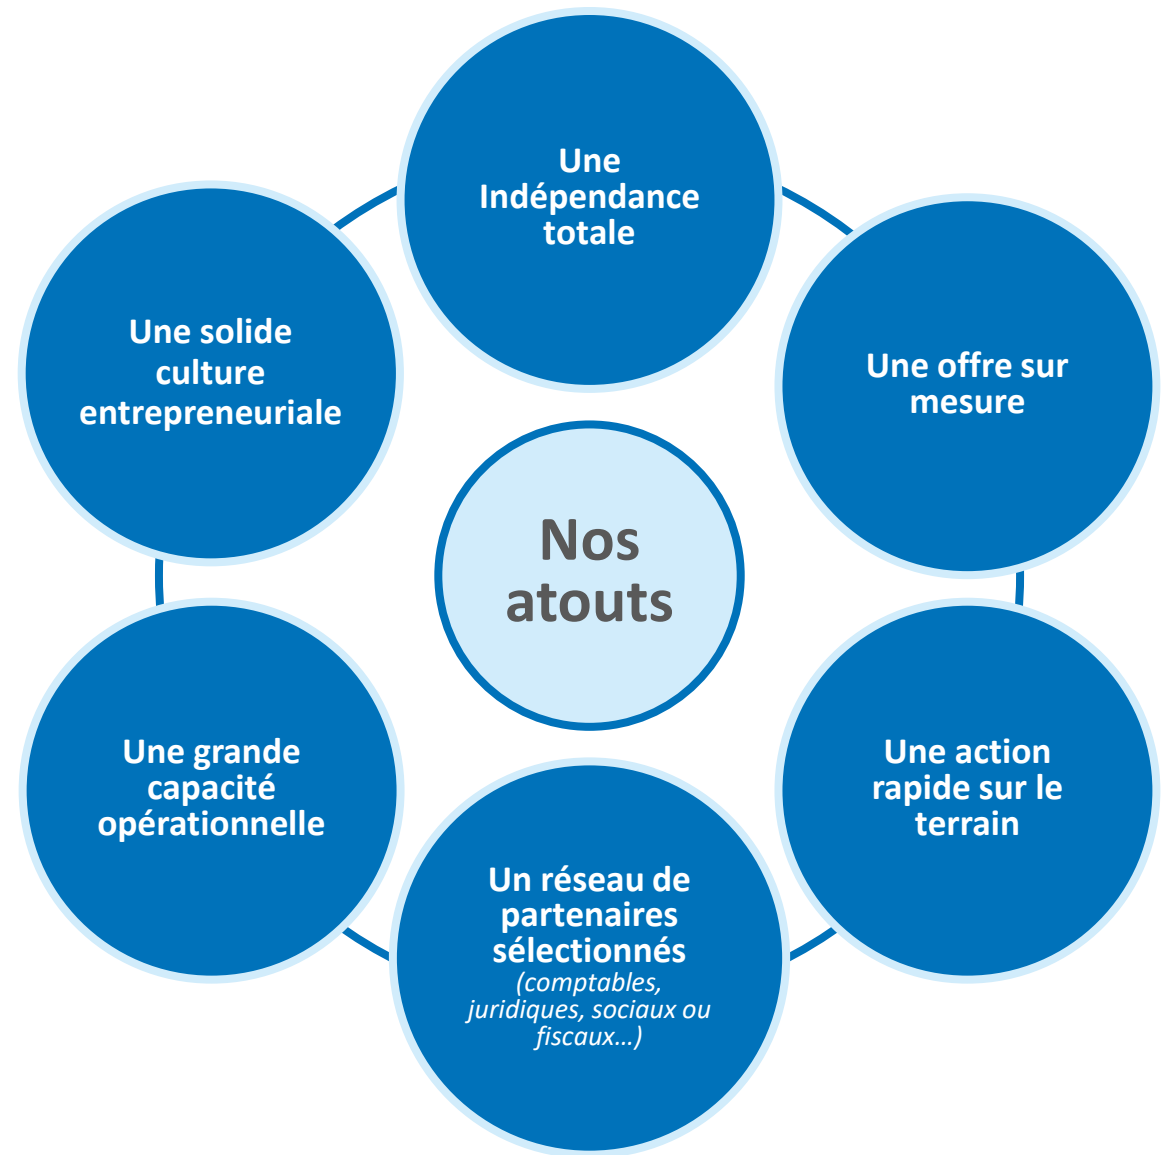 Une
Indépendance
totale
Une offre sur
mesure
Une action
rapide sur le
terrain
Un réseau de
partenaires
sélectionnés
(comptables,
juridiques, sociaux ou
fiscaux...)
Une grande
capacité
opérationnelle
Une solide
culture
entrepreneuriale
Nos
atouts